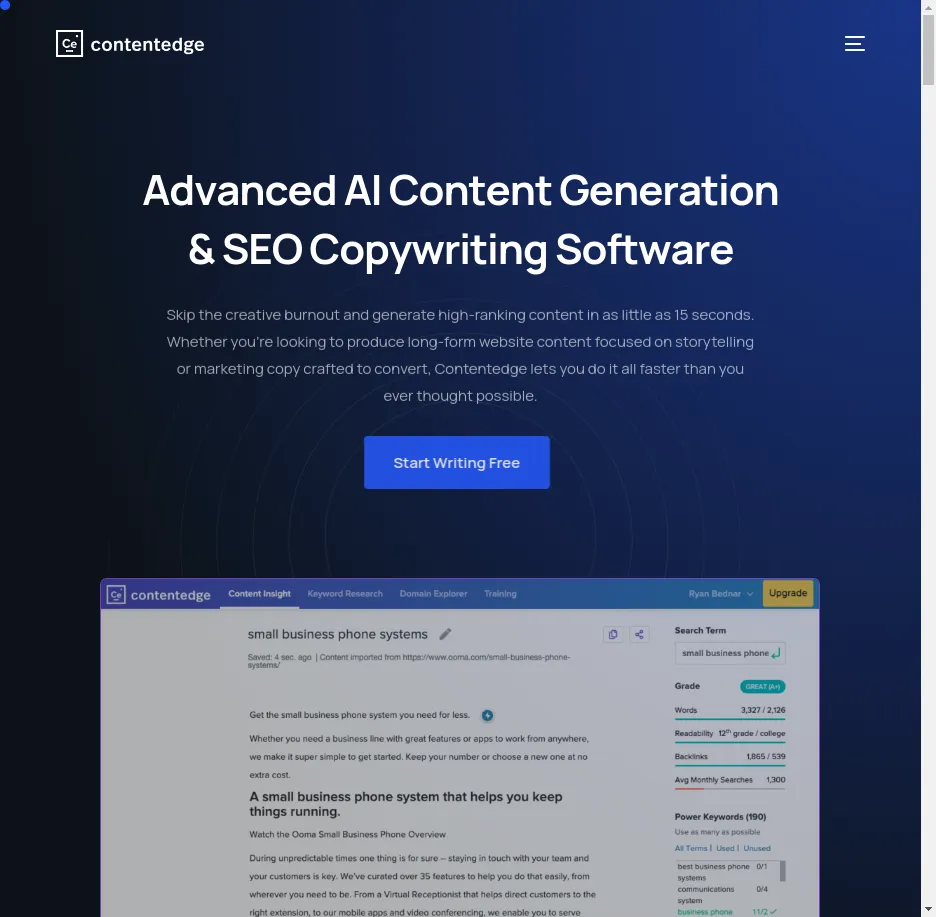 Ce contentedge
Advanced AI Content Generation
& SEO Copywriting Software
Skip the creative burnout and generate high-ranking content in as little as 15 seconds.
Whether you're looking to produce long-form website content focused on storytelling
or marketing copy crafted to convert, Contentedge lets you do it all faster than you
ever thought possible.
Start Writing Free
Ce contentedge Content Insight Keyword Research Domain Explorer Training Ryan Bednar Upgrade
small business phone systems
Saved: 4 sec. ago | Content imported from https://www.ooma.com/small-business-phone-
systems/
Get the small business phone system you need for less.
Whether you need a business line with great features or apps to work from anywhere,
we make it super simple to get started. Keep your number or choose a new one at no
extra cost.
A small business phone system that helps you keep
things running.
Watch the Ooma Small Business Phone Overview
During unpredictable times one thing is for sure – staying in touch with your team and
your customers is key. We've curated over 35 features to help you do that easily, from
wherever you need to be. From a Virtual Receptionist that helps direct customers to the
right extension, to our mobile apps and video conferencing, we enable you to serve
Search Term
small business phone
Grade GREAT (A+)
Words 3,327 / 2,126
Readability 12th grade / college
Backlinks 1,865 / 539
Avg Monthly Searches 1,300
Power Keywords (190)
Use as many as possible
All Terms | Used | Unused
best business phone 0/1
systems
communications 0/4
system
business phone 11/2 ✓